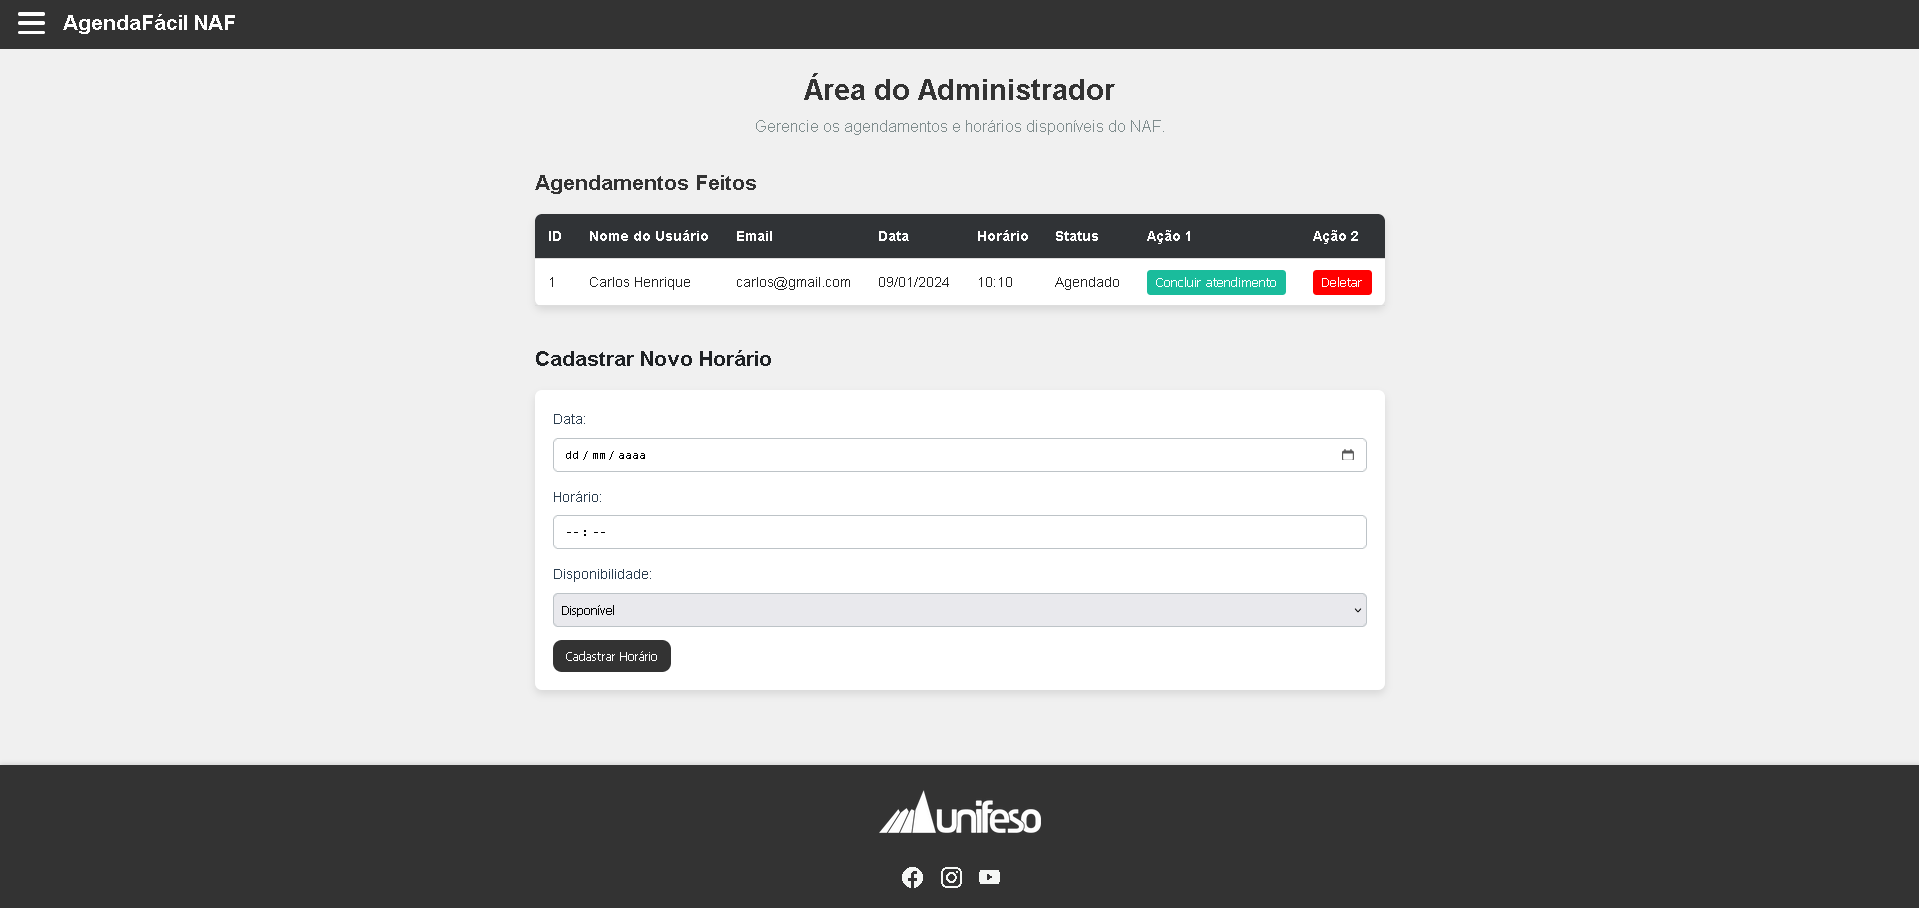 AgendaFácil NAF
Área do Administrador
Gerencie os agendamentos e horários disponíveis do NAF.
Agendamentos Feitos
ID Nome do Usuário Email Data Horário Status Ação 1 Ação 2
1 Carlos Henrique carlos@gmail.com 09/01/2024 10:10 Agendado Concluir atendimento Deletar
Cadastrar Novo Horário
Data:
dd/mm/aaaa
Horário:
--:--
Disponibilidade:
Disponível
Cadastrar Horário
unifeso